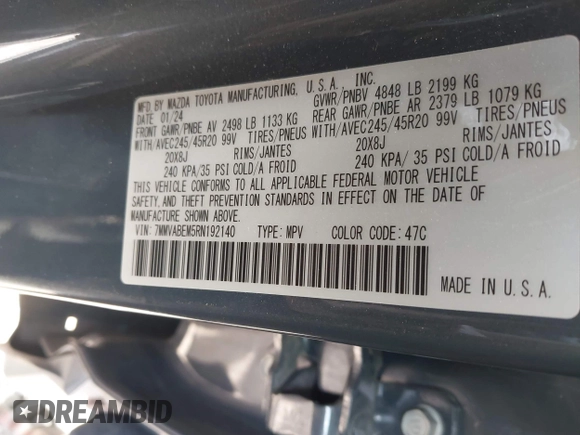 MFD. BY MAZDA TOYOTA MANUFACTURING, U.S.A., INC.
DATE 01/24 GVWR/PNBV 4848 LB 2199 KG
FRONT GAWR/PNBE AV 2498 LB 1133 KG REAR GAWR/PNBE AR 2379 LB 1079 KG
WITH/AVEC245/45R20 99V TIRES/PNEUS WITH/AVEC245/45R20 99V TIRES/PNEUS
20X8J RIMS/JANTES 20X8J RIMS/JANTES
240 KPA/ 35 PSI COLD/A FROID 240 KPA/ 35 PSI COLD/A FROID
THIS VEHICLE CONFORMS TO ALL APPLICABLE FEDERAL MOTOR VEHICLE
SAFETY, AND THEFT PREVENTION STANDARDS IN EFFECT ON THE DATE OF
MANUFACTURE SHOWN ABOVE.
VIN: 7MMVABEM5RN192140 TYPE: MPV COLOR CODE: 47C
MADE IN U.S.A.
DREAMBID